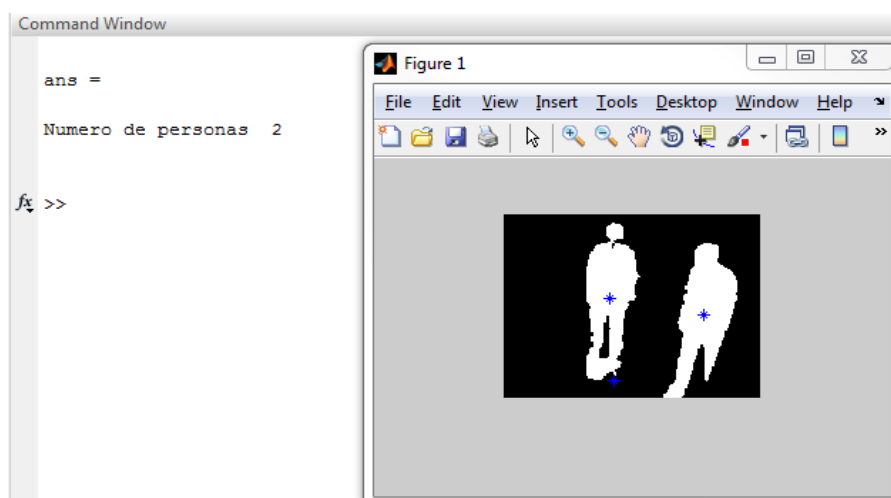 Command Window
ans =
Numero de personas  2
fx >>
Figure 1
File Edit View Insert Tools Desktop Window Help